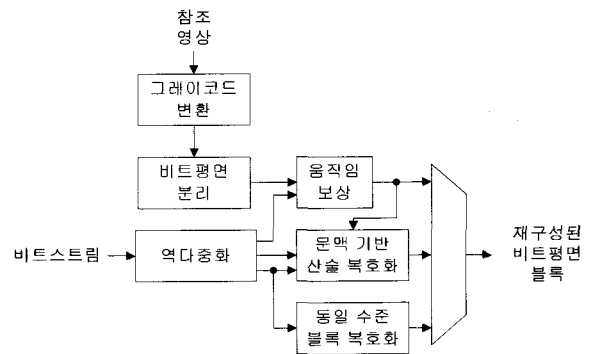 참조
영상
그레이코드
변환
비트평면
분리
움직임
보상
비트스트림
역다중화
문맥 기반
산술 복호화
동일 수준
블록 복호화
재구성된
비트평면
블록